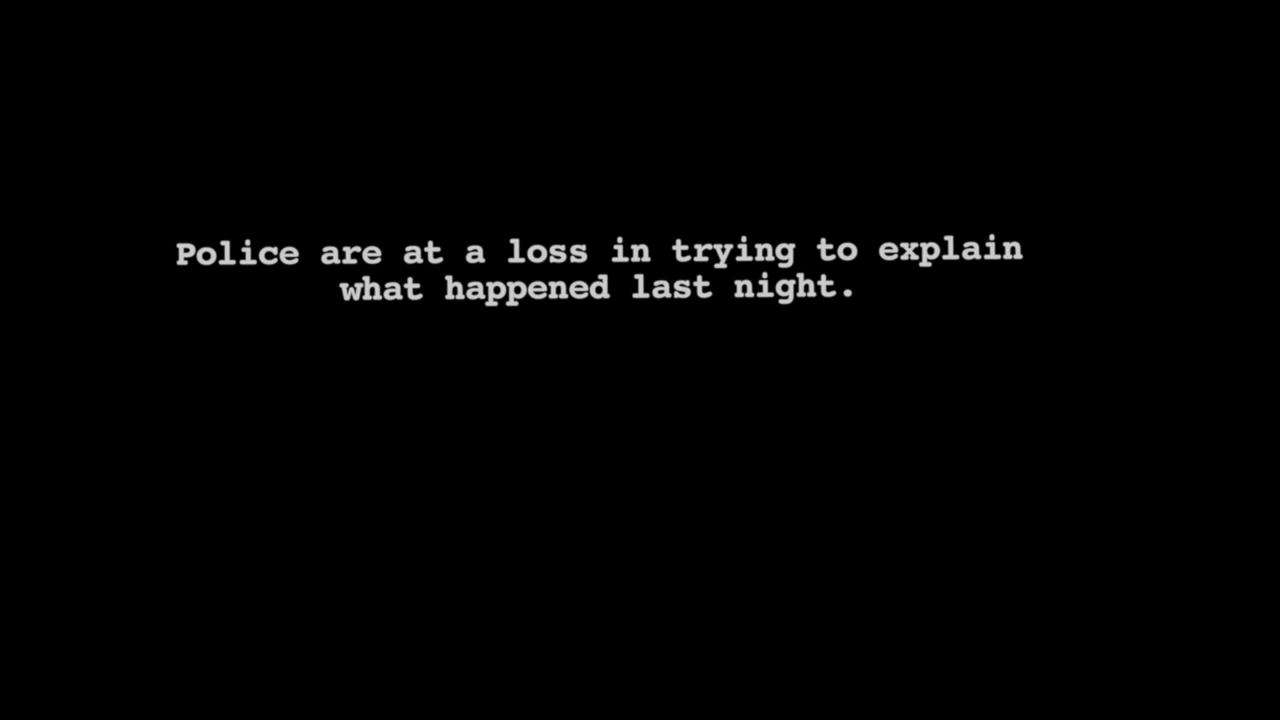 Police are at a loss in trying to explain
what happened last night.